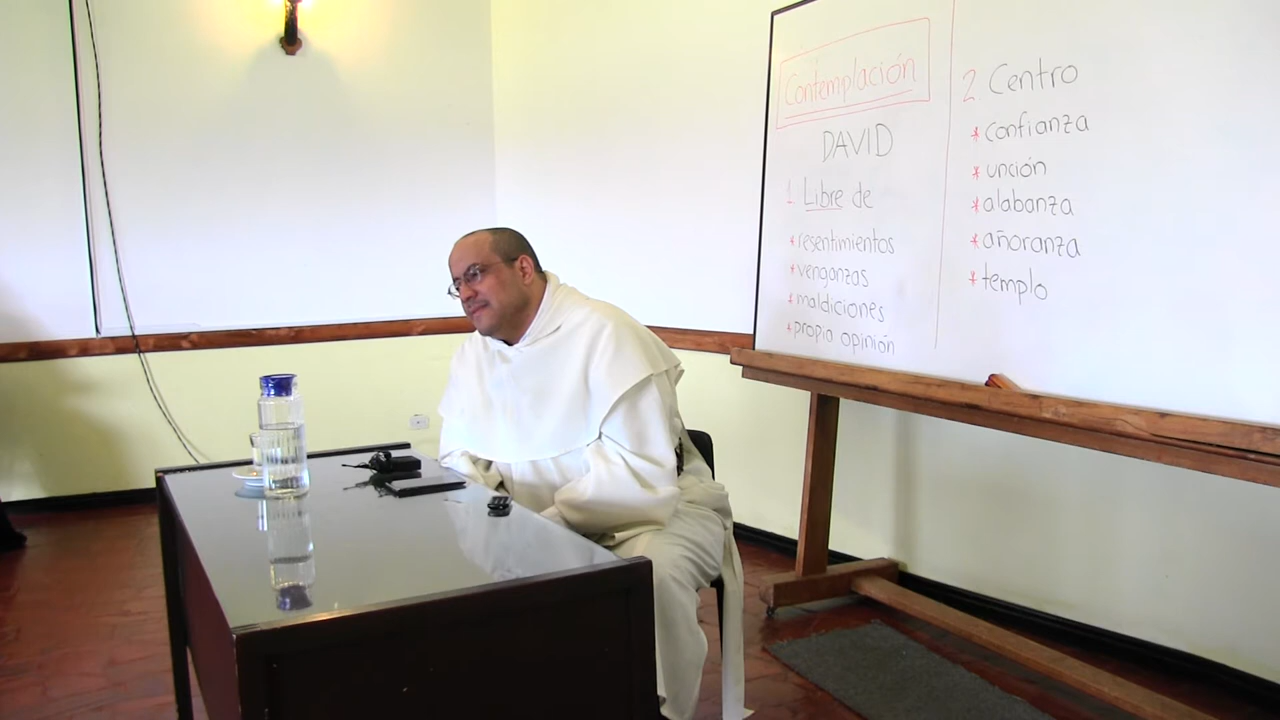 Contemplación
DAVID
1. Libre de
* resentimientos
* venganzas
* maldiciones
* propia opinión
2. Centro
* confianza
* unción
* alabanza
* añoranza
* templo